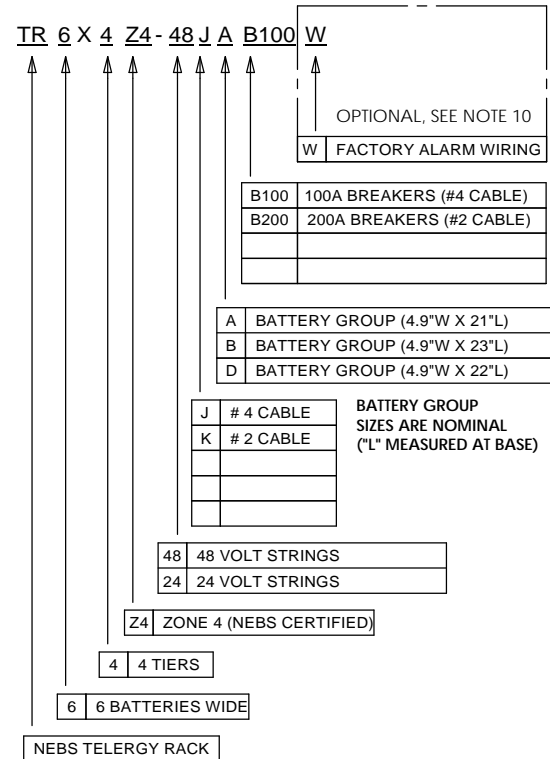 TR 6 X 4 Z4 - 48 J A B100 W
OPTIONAL, SEE NOTE 10
W FACTORY ALARM WIRING
B100 100A BREAKERS (#4 CABLE)
B200 200A BREAKERS (#2 CABLE)
A BATTERY GROUP (4.9"W X 21"L)
B BATTERY GROUP (4.9"W X 23"L)
D BATTERY GROUP (4.9"W X 22"L)
J # 4 CABLE
K # 2 CABLE
BATTERY GROUP
SIZES ARE NOMINAL
("L" MEASURED AT BASE)
48 48 VOLT STRINGS
24 24 VOLT STRINGS
Z4 ZONE 4 (NEBS CERTIFIED)
4 4 TIERS
6 6 BATTERIES WIDE
NEBS TELERGY RACK